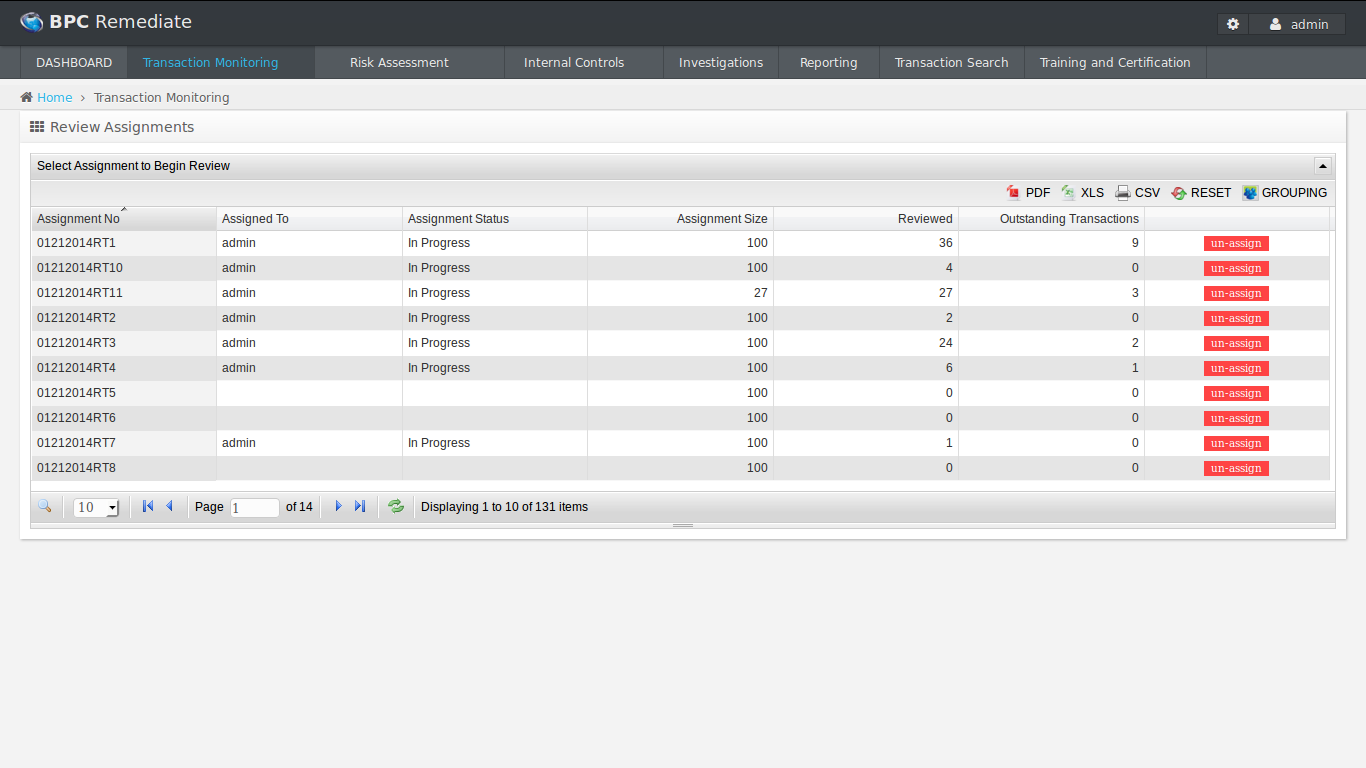 BPC Remediate
admin
DASHBOARD Transaction Monitoring Risk Assessment Internal Controls Investigations Reporting Transaction Search Training and Certification
Home › Transaction Monitoring
Review Assignments
Select Assignment to Begin Review
PDF XLS CSV RESET GROUPING
Assignment No Assigned To Assignment Status Assignment Size Reviewed Outstanding Transactions
01212014RT1 admin In Progress 100 36 9 un-assign
01212014RT10 admin In Progress 100 4 0 un-assign
01212014RT11 admin In Progress 27 27 3 un-assign
01212014RT2 admin In Progress 100 2 0 un-assign
01212014RT3 admin In Progress 100 24 2 un-assign
01212014RT4 admin In Progress 100 6 1 un-assign
01212014RT5 100 0 0 un-assign
01212014RT6 100 0 0 un-assign
01212014RT7 admin In Progress 100 1 0 un-assign
01212014RT8 100 0 0 un-assign
10 Page 1 of 14 Displaying 1 to 10 of 131 items